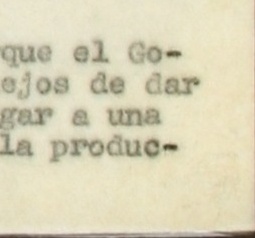 que el Go-
ejos de dar
gar a una
la produc-